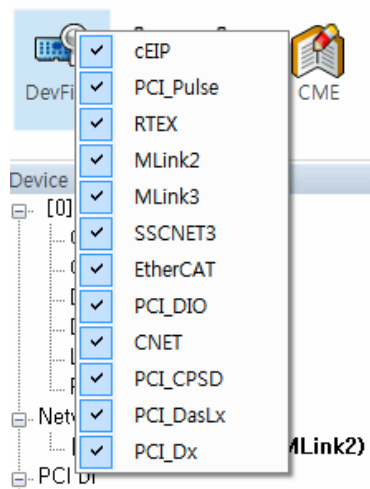 DevFi
CME
cEIP
PCI_Pulse
RTEX
MLink2
MLink3
SSCNET3
EtherCAT
PCI_DIO
CNET
PCI_CPSD
PCI_DasLx
PCI_Dx
Device
[0]
Netw
MLink2)
PCI DI